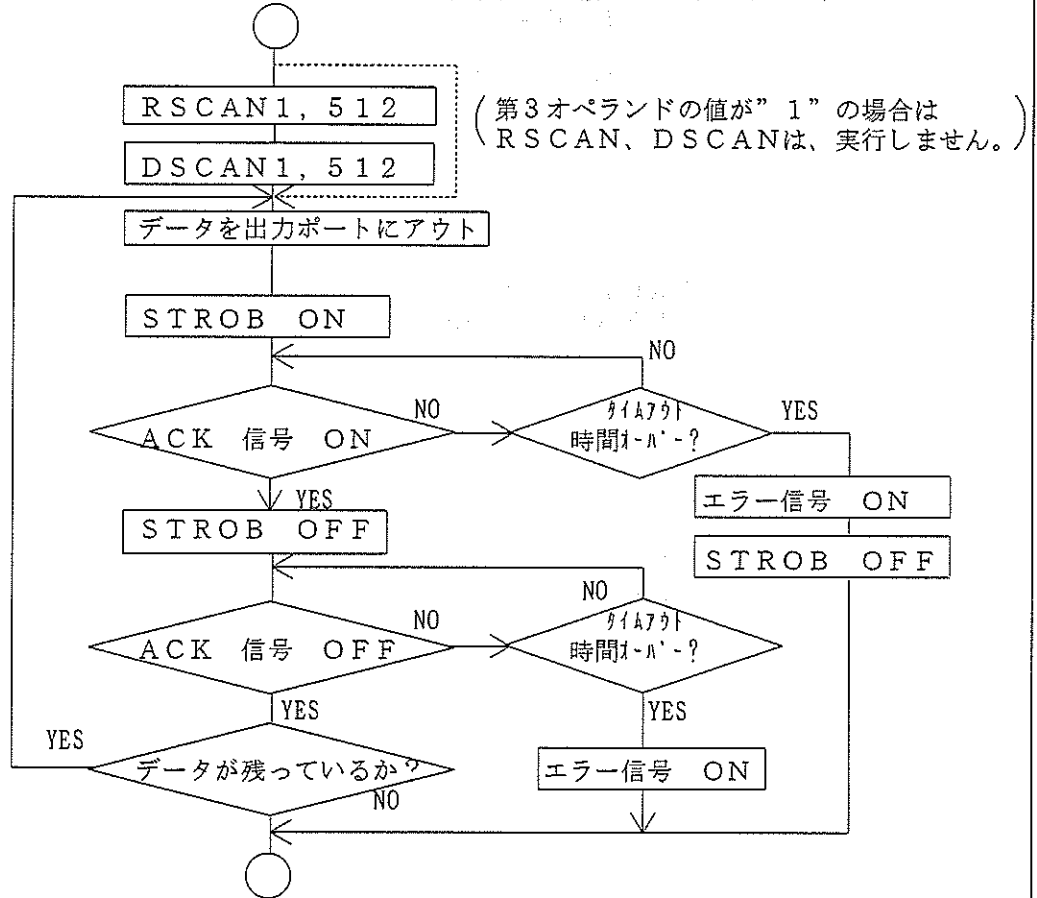 RSCAN1, 512
(第3オペランドの値が”1”の場合は
RSCAN、DSCANは、実行しません。)
DSCAN1, 512
データを出力ポートにアウト
STROB ON
NO
ACK 信号 ON
NO
タイムアウト
時間オーバー?
YES
YES
エラー信号 ON
STROB OFF
STROB OFF
NO
ACK 信号 OFF
NO
タイムアウト
時間オーバー?
YES
YES
YES
データが残っているか?
NO
エラー信号 ON